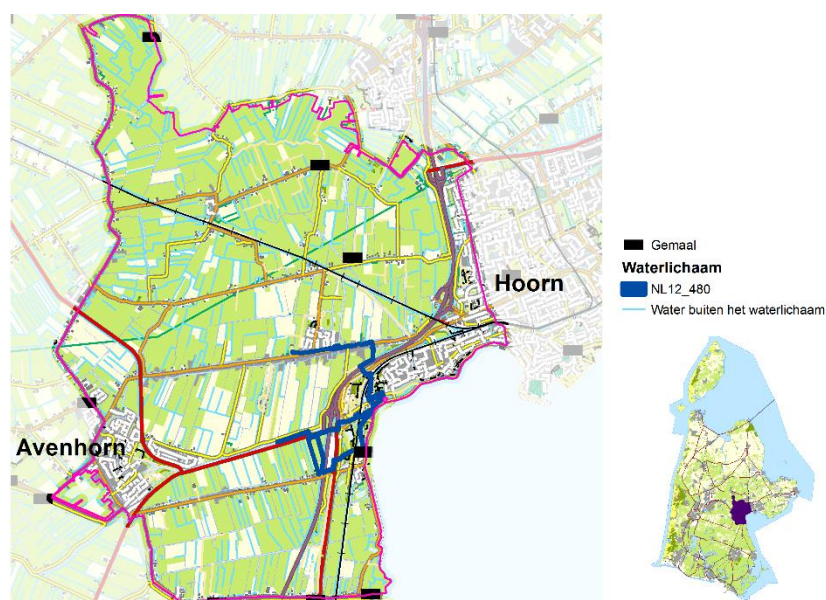 Hoorn
Avenhorn
Gemaal
Waterlichaam
NL12_480
Water buiten het waterlichaam